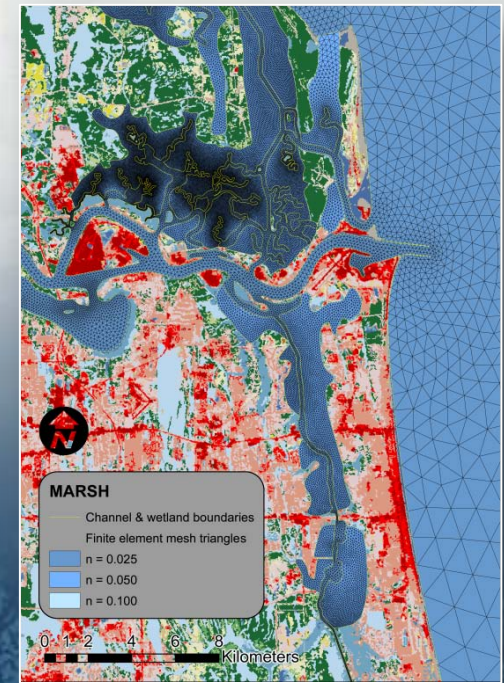 N
MARSH
Channel & wetland boundaries
Finite element mesh triangles
n = 0.025
n = 0.050
n = 0.100
0 1 2 4 6 8
Kilometers